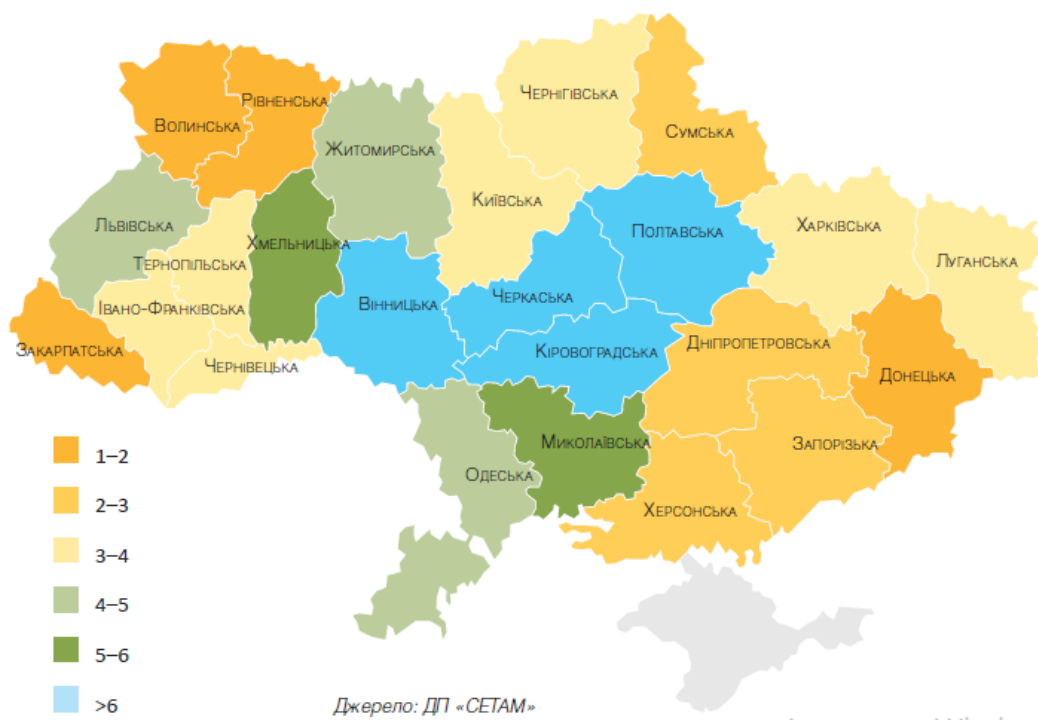 Чернігівська
Рівненська
Волинська
Сумська
Житомирська
Київська
Львівська
Полтавська
Харківська
Хмельницька
Тернопільська
Луганська
Вінницька
Черкаська
Івано-Франківська
Закарпатська
Чернівецька
Кіровоградська
Дніпропетровська
Донецька
Миколаївська
Запорізька
Одеська
Херсонська
1–2
2–3
3–4
4–5
5–6
>6
Джерело: ДП «СЕТАМ»